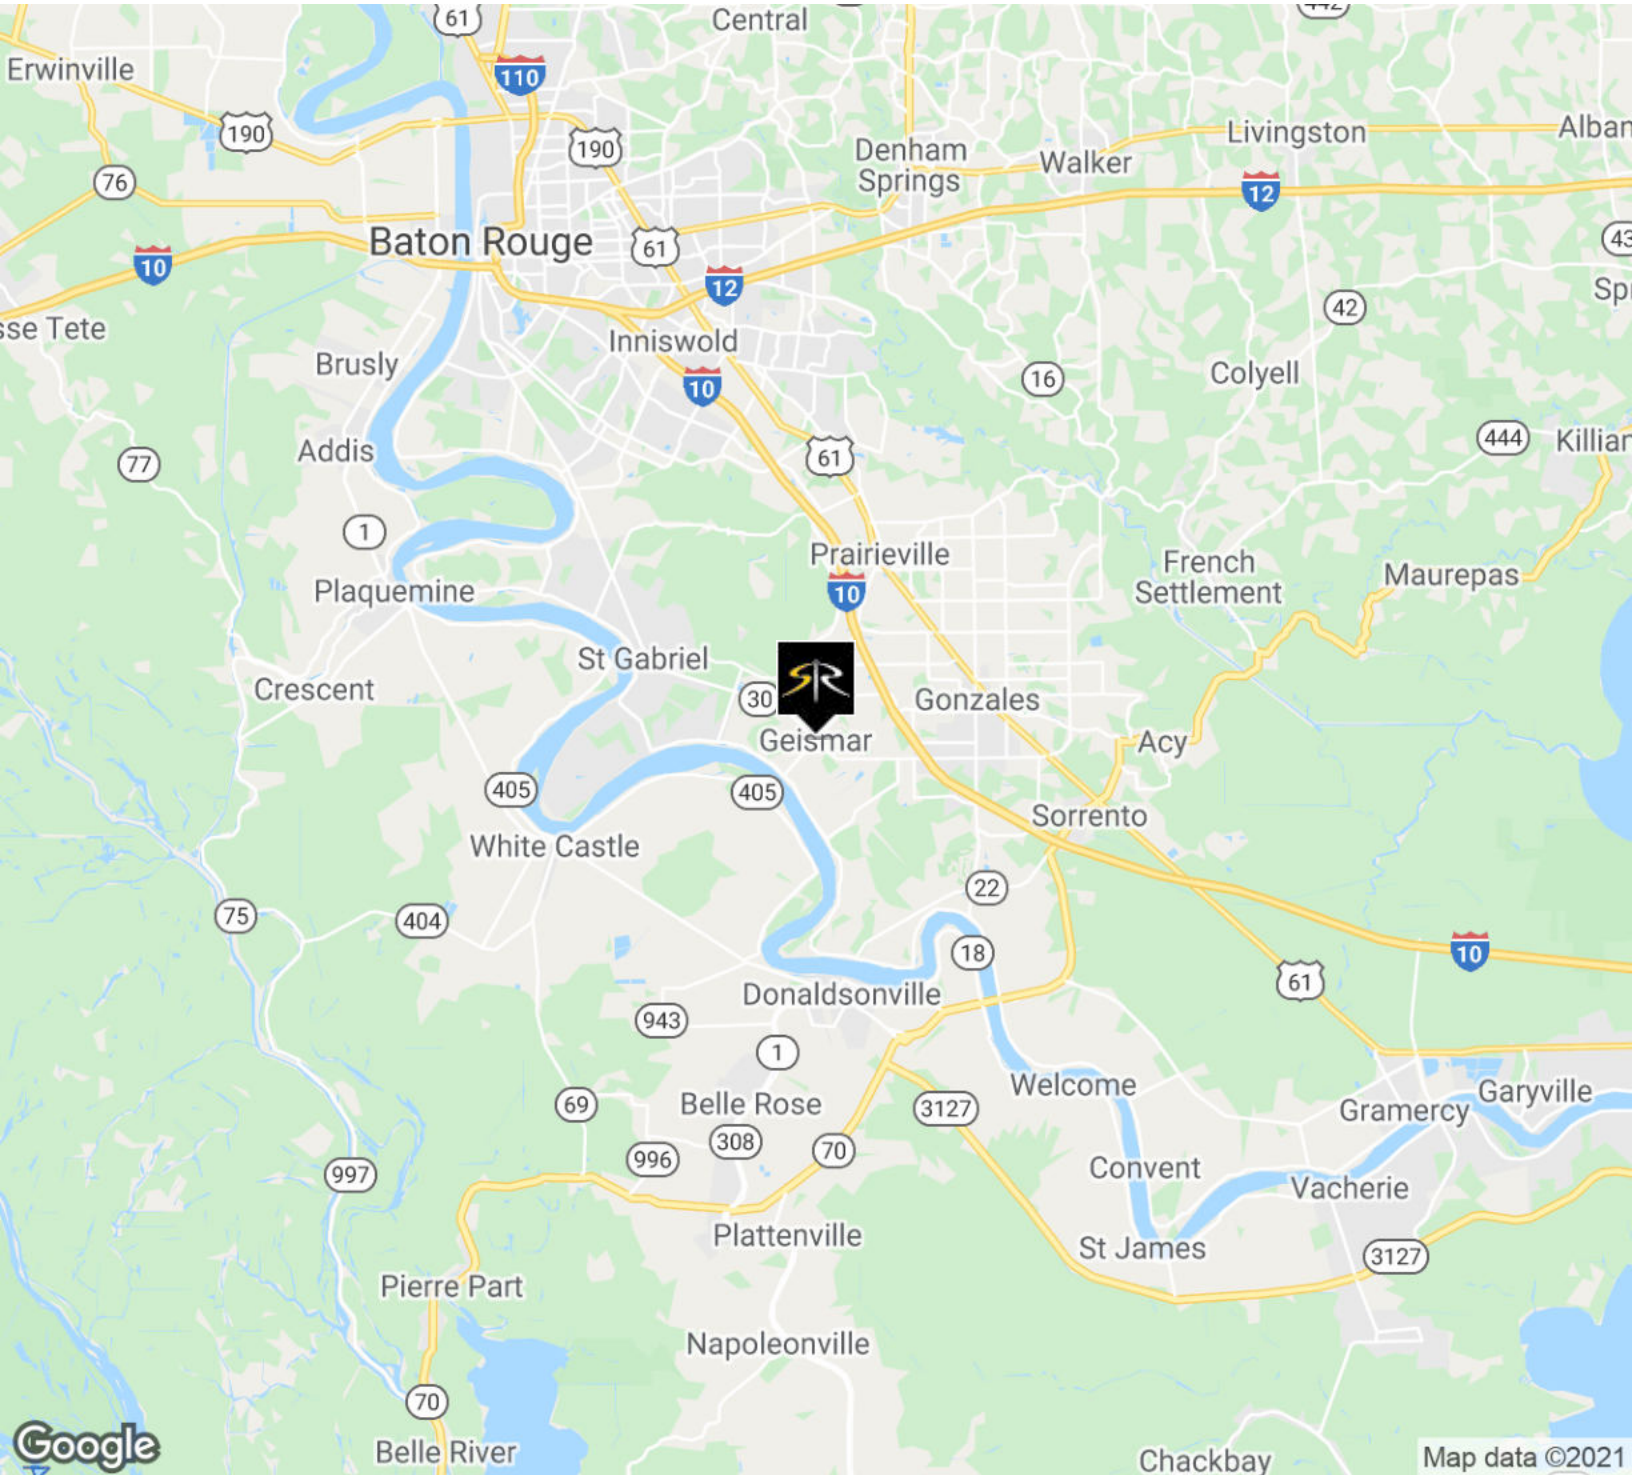 61
Central
442
Erwinville
110
190
190
Denham
Springs
Walker
Livingston
Alban
76
12
Baton Rouge
61
43
10
12
Spr
42
sse Tete
Inniswold
Brusly
10
16
Colyell
Addis
77
61
444
Killian
1
Prairieville
French
Settlement
Maurepas
Plaquemine
10
St Gabriel
SR
Crescent
30
Gonzales
Geismar
Acy
405
405
Sorrento
White Castle
22
75
404
18
10
61
Donaldsonville
943
1
Welcome
Garyville
69
Belle Rose
3127
Gramercy
308
70
996
997
Convent
Vacherie
Plattenville
St James
3127
Pierre Part
Napoleonville
70
Google
Belle River
Chackbay
Map data ©2021